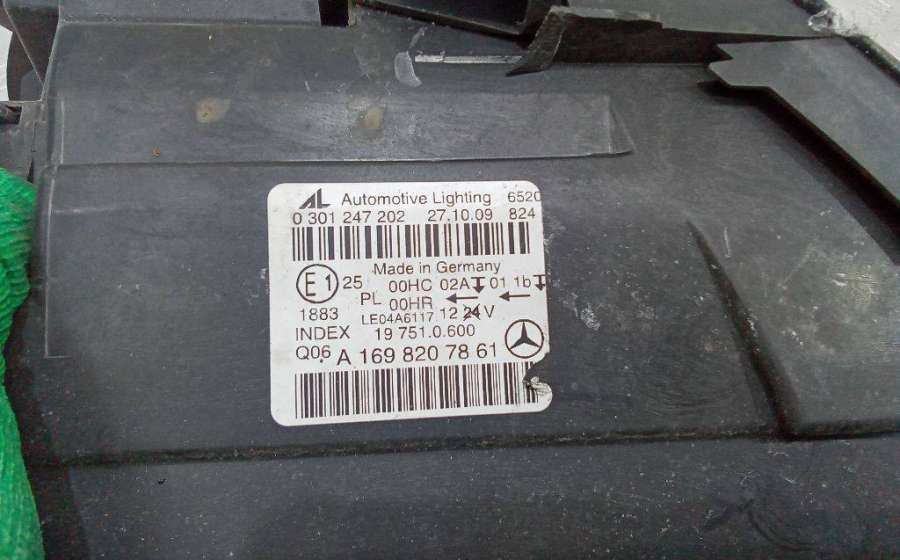 AL Automotive Lighting 6520
0 301 247 202 27.10.09 824
Made in Germany
E1 25 00HC 02A 01 1b
PL 00HR ← ←
1883 LE04A6117 12 24 V
INDEX 19 751.0.600
Q06 A 169 820 78 61